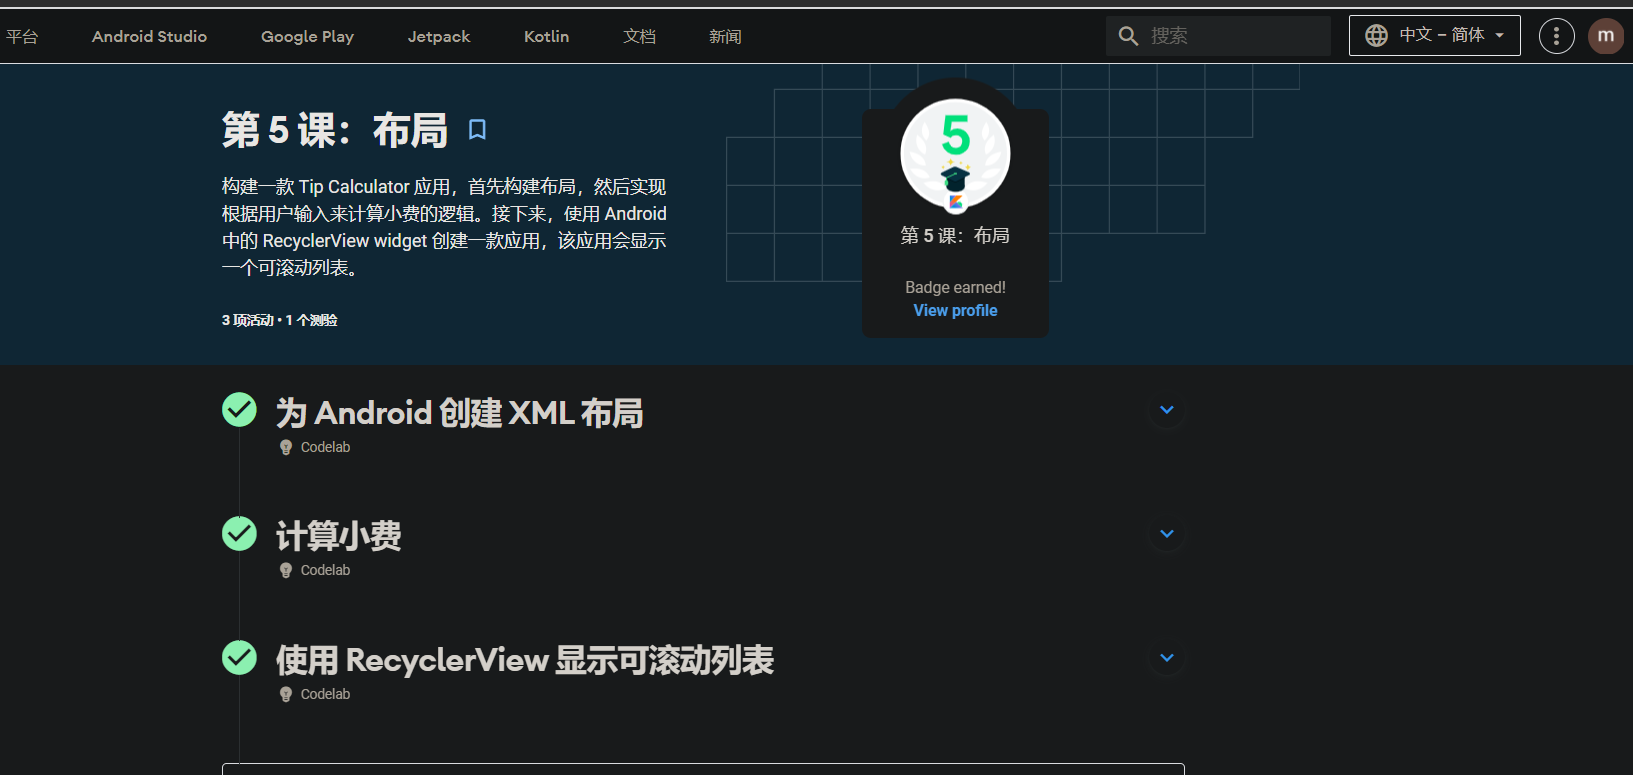 平台 Android Studio Google Play Jetpack Kotlin 文档 新闻 搜索 中文 – 简体 m
第 5 课：布局
构建一款 Tip Calculator 应用，首先构建布局，然后实现
根据用户输入来计算小费的逻辑。接下来，使用 Android
中的 RecyclerView widget 创建一款应用，该应用会显示
一个可滚动列表。
3 项活动 • 1 个测验
5
第 5 课：布局
Badge earned!
View profile
为 Android 创建 XML 布局
Codelab
计算小费
Codelab
使用 RecyclerView 显示可滚动列表
Codelab